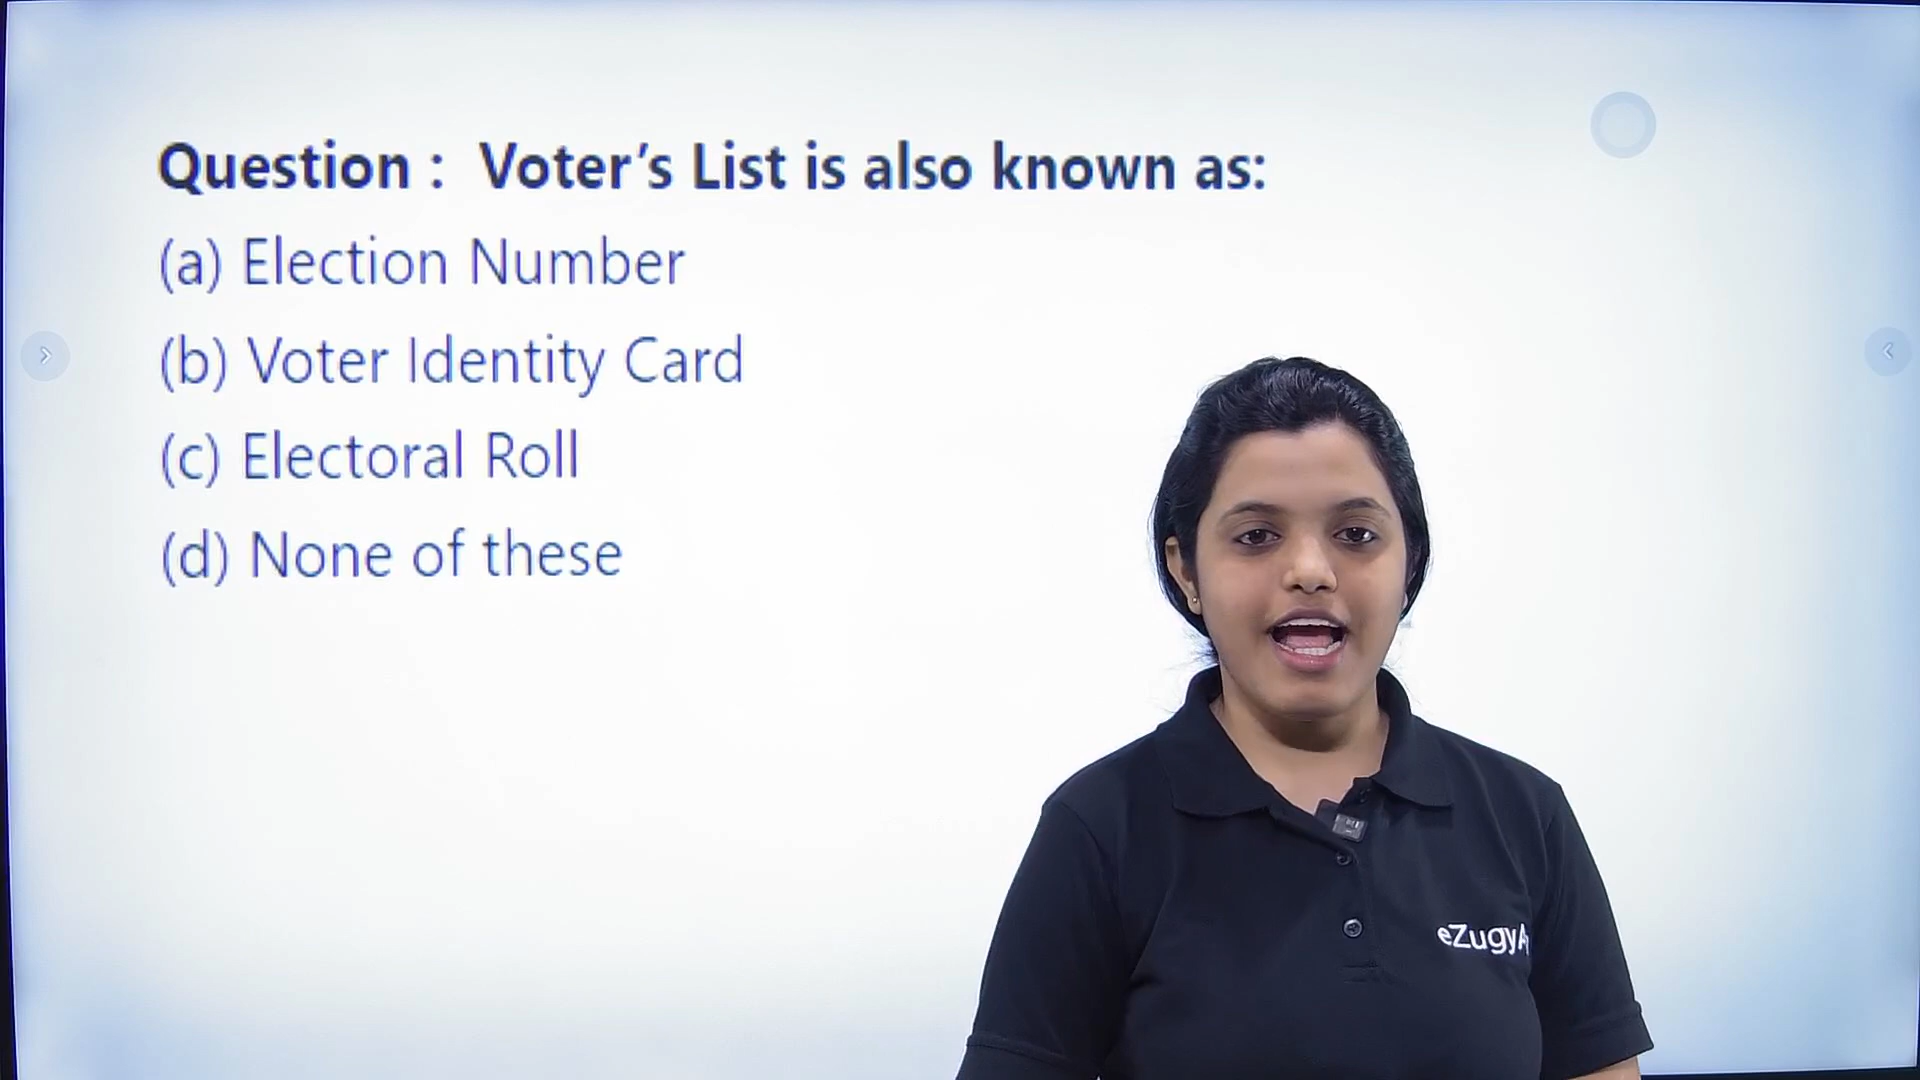 Question : Voter’s List is also known as:
(a) Election Number
(b) Voter Identity Card
(c) Electoral Roll
(d) None of these